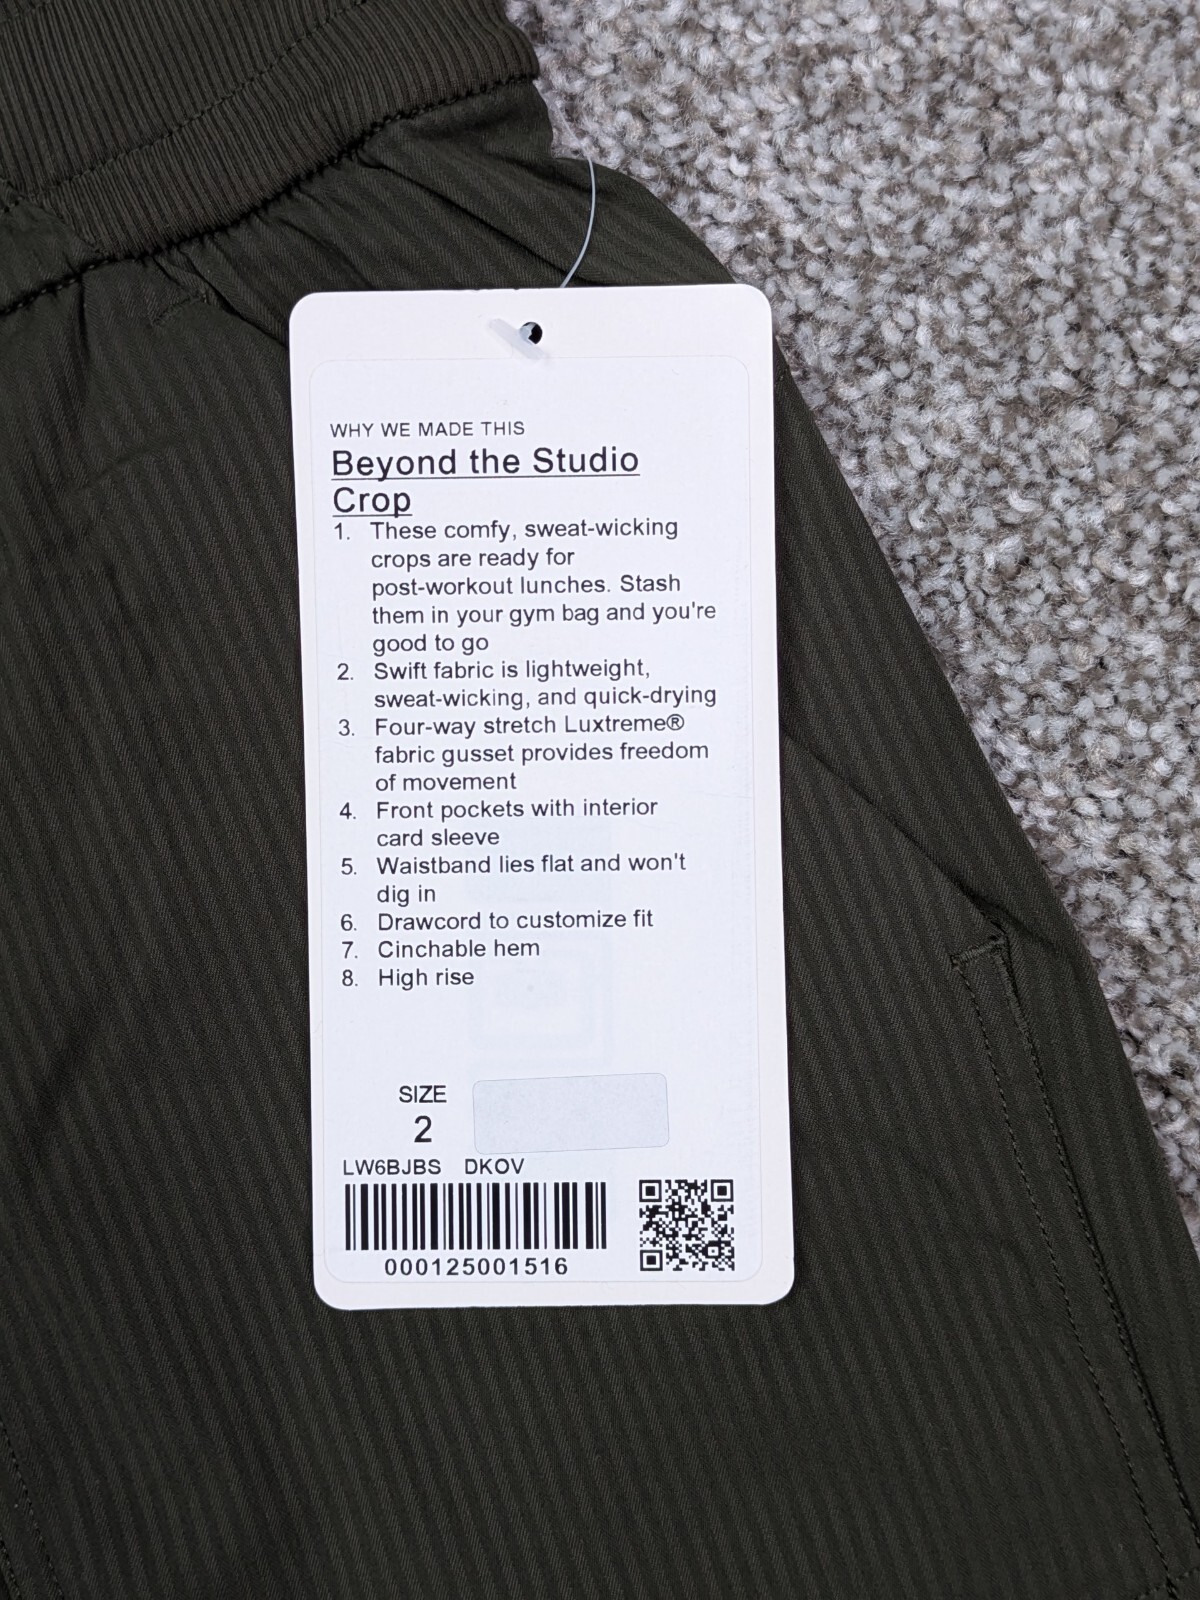 WHY WE MADE THIS
Beyond the Studio
Crop
1. These comfy, sweat-wicking
crops are ready for
post-workout lunches. Stash
them in your gym bag and you're
good to go
2. Swift fabric is lightweight,
sweat-wicking, and quick-drying
3. Four-way stretch Luxtreme®
fabric gusset provides freedom
of movement
4. Front pockets with interior
card sleeve
5. Waistband lies flat and won't
dig in
6. Drawcord to customize fit
7. Cinchable hem
8. High rise
SIZE
2
LW6BJBS DKOV
000125001516